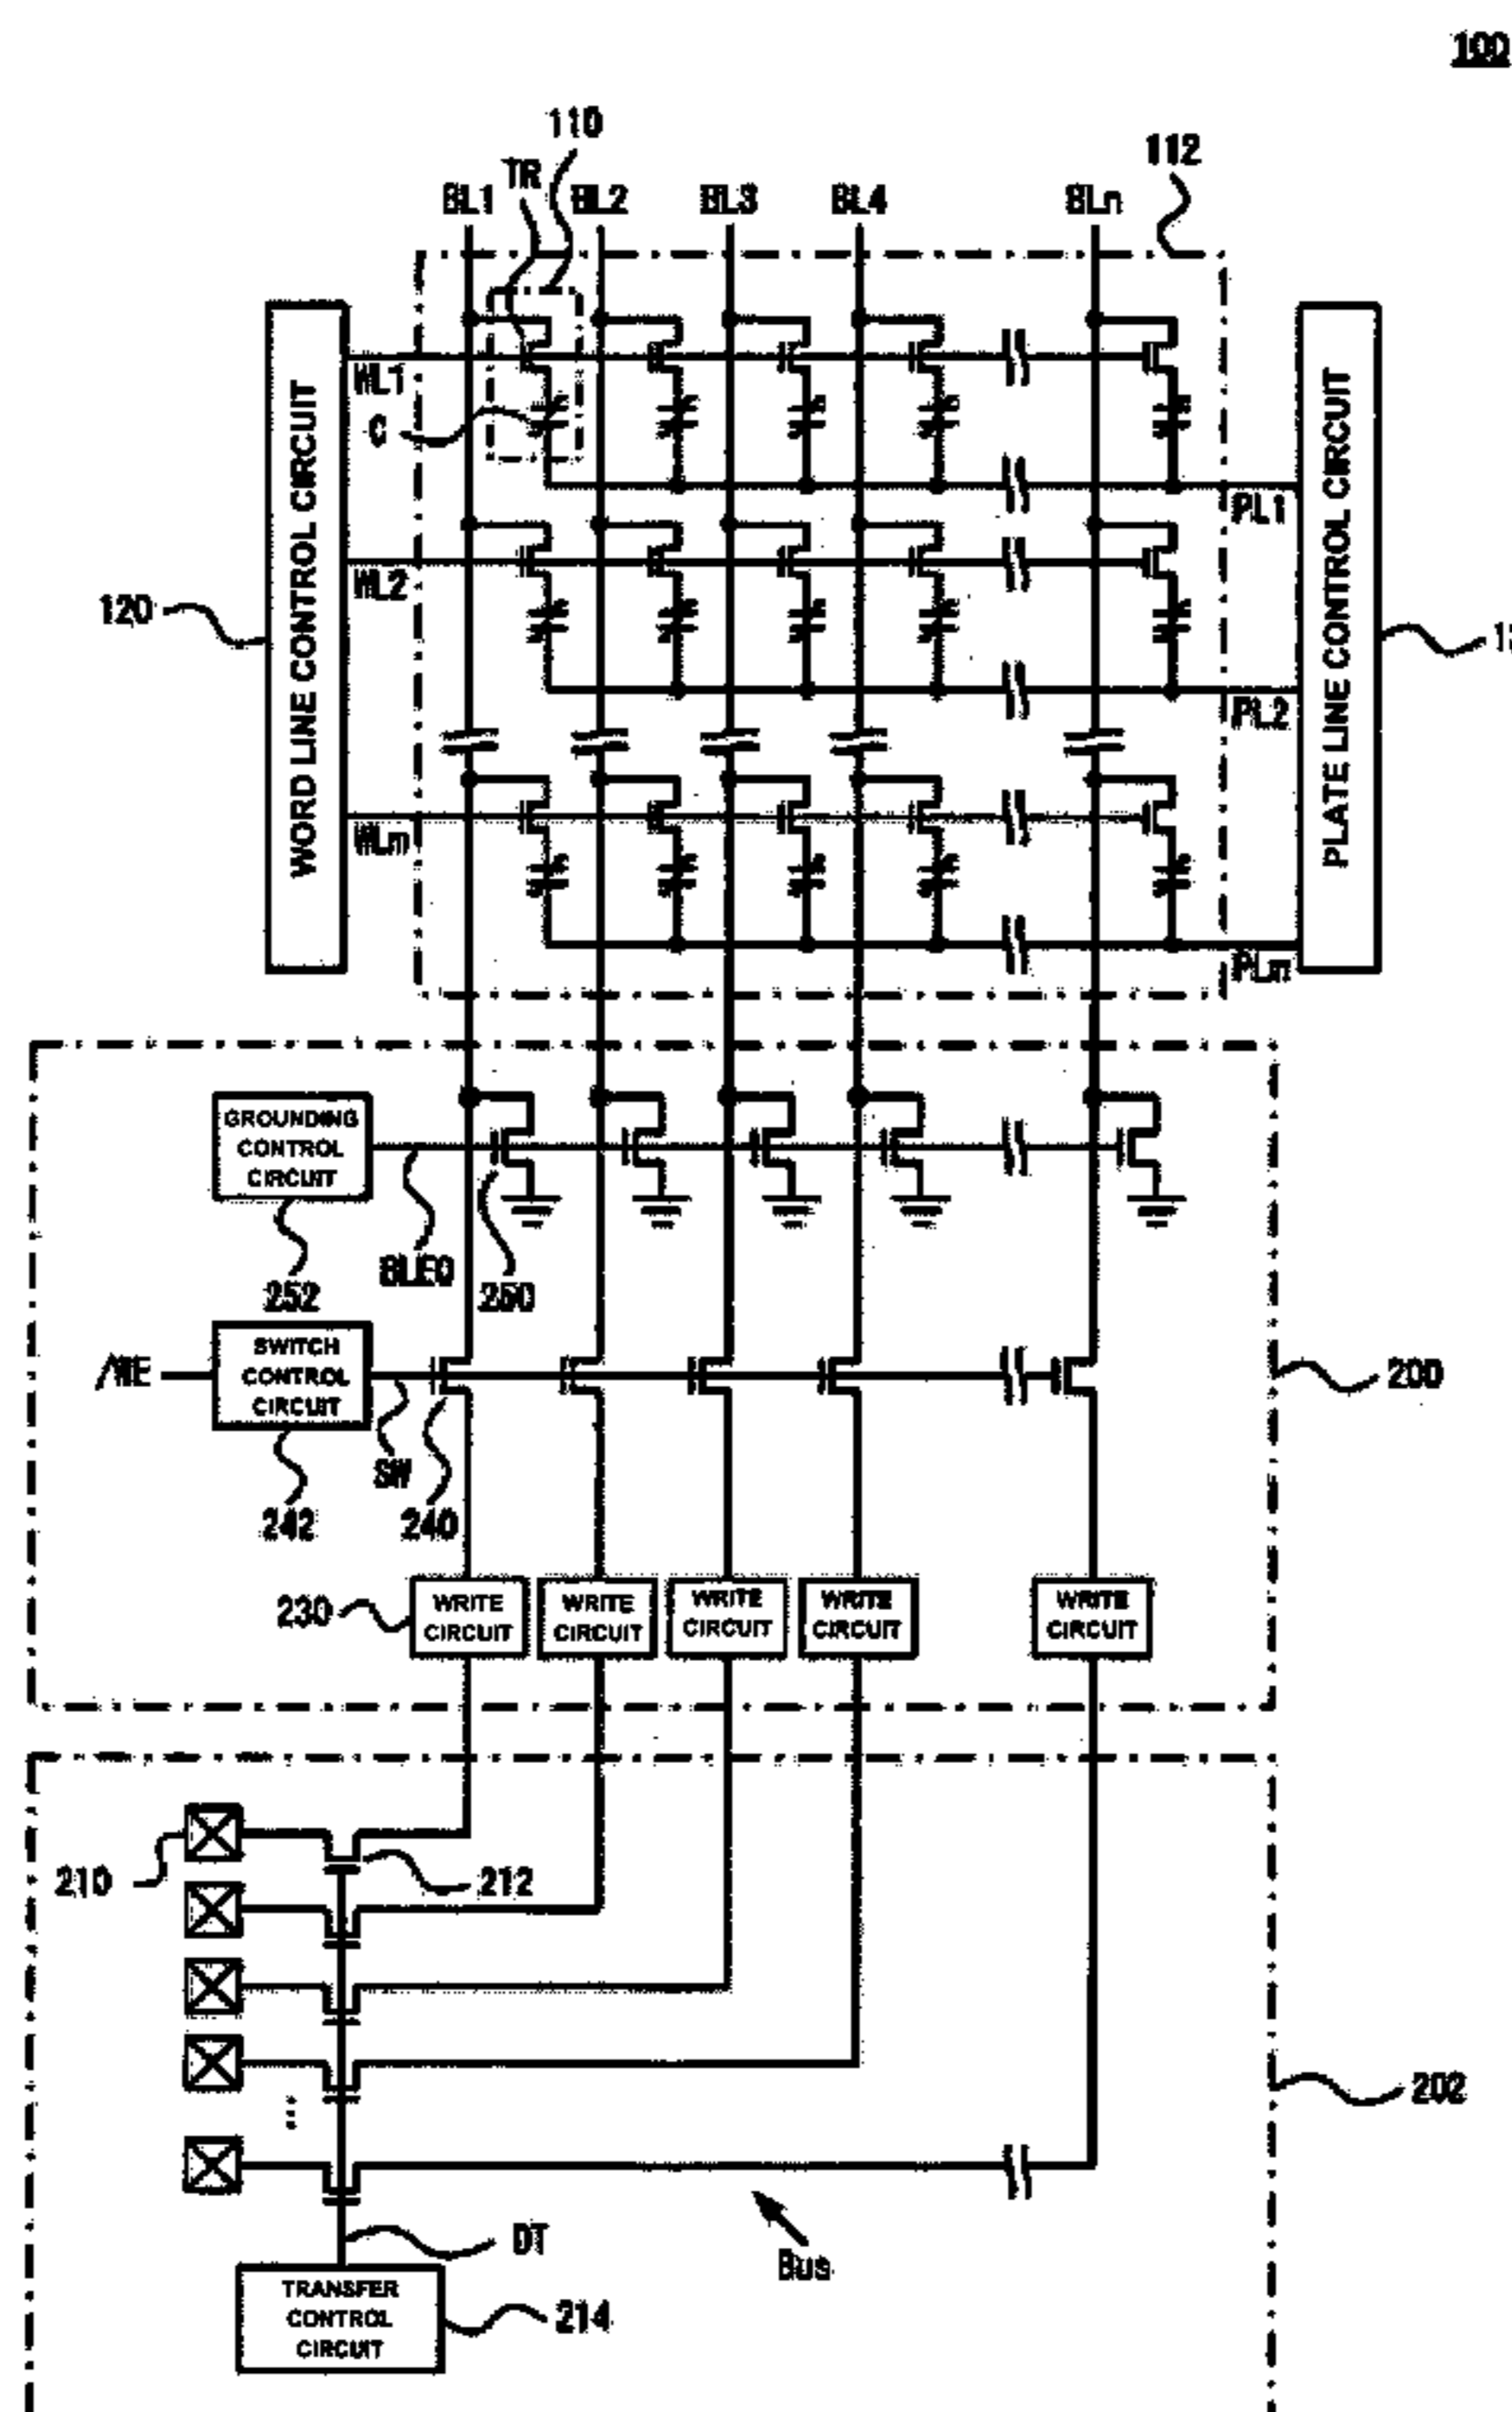 100
110
TR
112
BL1
BL2
BL3
BL4
BLn
WORD LINE CONTROL CIRCUIT
PLATE LINE CONTROL CIRCUIT
WL1
C
PL1
WL2
120
PL2
WLm
PLm
GROUNDING
CONTROL
CIRCUIT
BLEQ
250
252
/WE
SWITCH
CONTROL
CIRCUIT
200
SW
240
242
230
WRITE
CIRCUIT
WRITE
CIRCUIT
WRITE
CIRCUIT
WRITE
CIRCUIT
WRITE
CIRCUIT
210
212
202
DT
Bus
TRANSFER
CONTROL
CIRCUIT
214